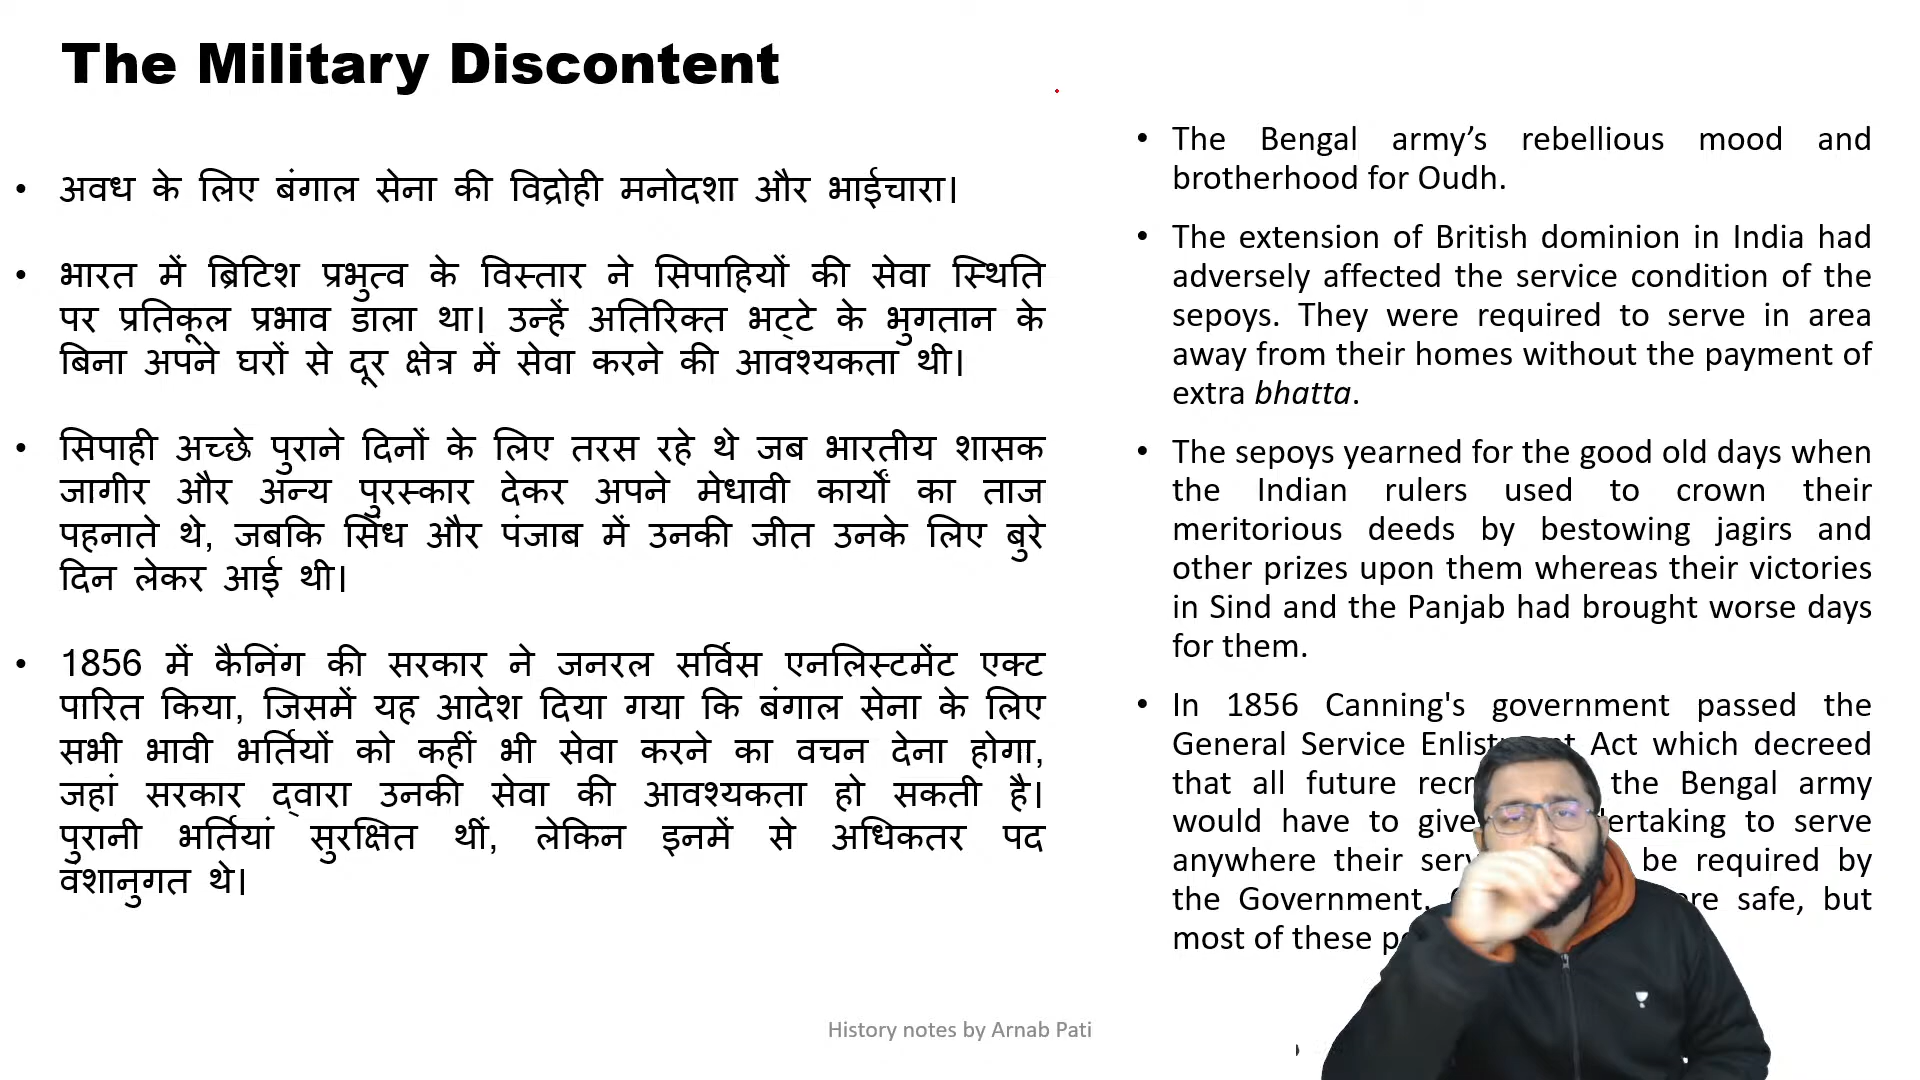 The Military Discontent
• अवध के लिए बंगाल सेना की विद्रोही मनोदशा और भाईचारा।
• भारत में ब्रिटिश प्रभुत्व के विस्तार ने सिपाहियों की सेवा स्थिति
पर प्रतिकूल प्रभाव डाला था। उन्हें अतिरिक्त भट्टे के भुगतान के
बिना अपने घरों से दूर क्षेत्र में सेवा करने की आवश्यकता थी।
• सिपाही अच्छे पुराने दिनों के लिए तरस रहे थे जब भारतीय शासक
जागीर और अन्य पुरस्कार देकर अपने मेधावी कार्यों का ताज
पहनाते थे, जबकि सिंध और पंजाब में उनकी जीत उनके लिए बुरे
दिन लेकर आई थी।
• 1856 में कैनिंग की सरकार ने जनरल सर्विस एनलिस्टमेंट एक्ट
पारित किया, जिसमें यह आदेश दिया गया कि बंगाल सेना के लिए
सभी भावी भर्तियों को कहीं भी सेवा करने का वचन देना होगा,
जहां सरकार द्वारा उनकी सेवा की आवश्यकता हो सकती है।
पुरानी भर्तियां सुरक्षित थीं, लेकिन इनमें से अधिकतर पद
वंशानुगत थे।
• The Bengal army’s rebellious mood and
brotherhood for Oudh.
• The extension of British dominion in India had
adversely affected the service condition of the
sepoys. They were required to serve in area
away from their homes without the payment of
extra bhatta.
• The sepoys yearned for the good old days when
the Indian rulers used to crown their
meritorious deeds by bestowing jagirs and
other prizes upon them whereas their victories
in Sind and the Panjab had brought worse days
for them.
• In 1856 Canning's government passed the
General Service Act which decreed
that all future the Bengal army
would have to give to serve
anywhere their be required by
the Government. safe, but
most of these
History notes by Arnab Pati